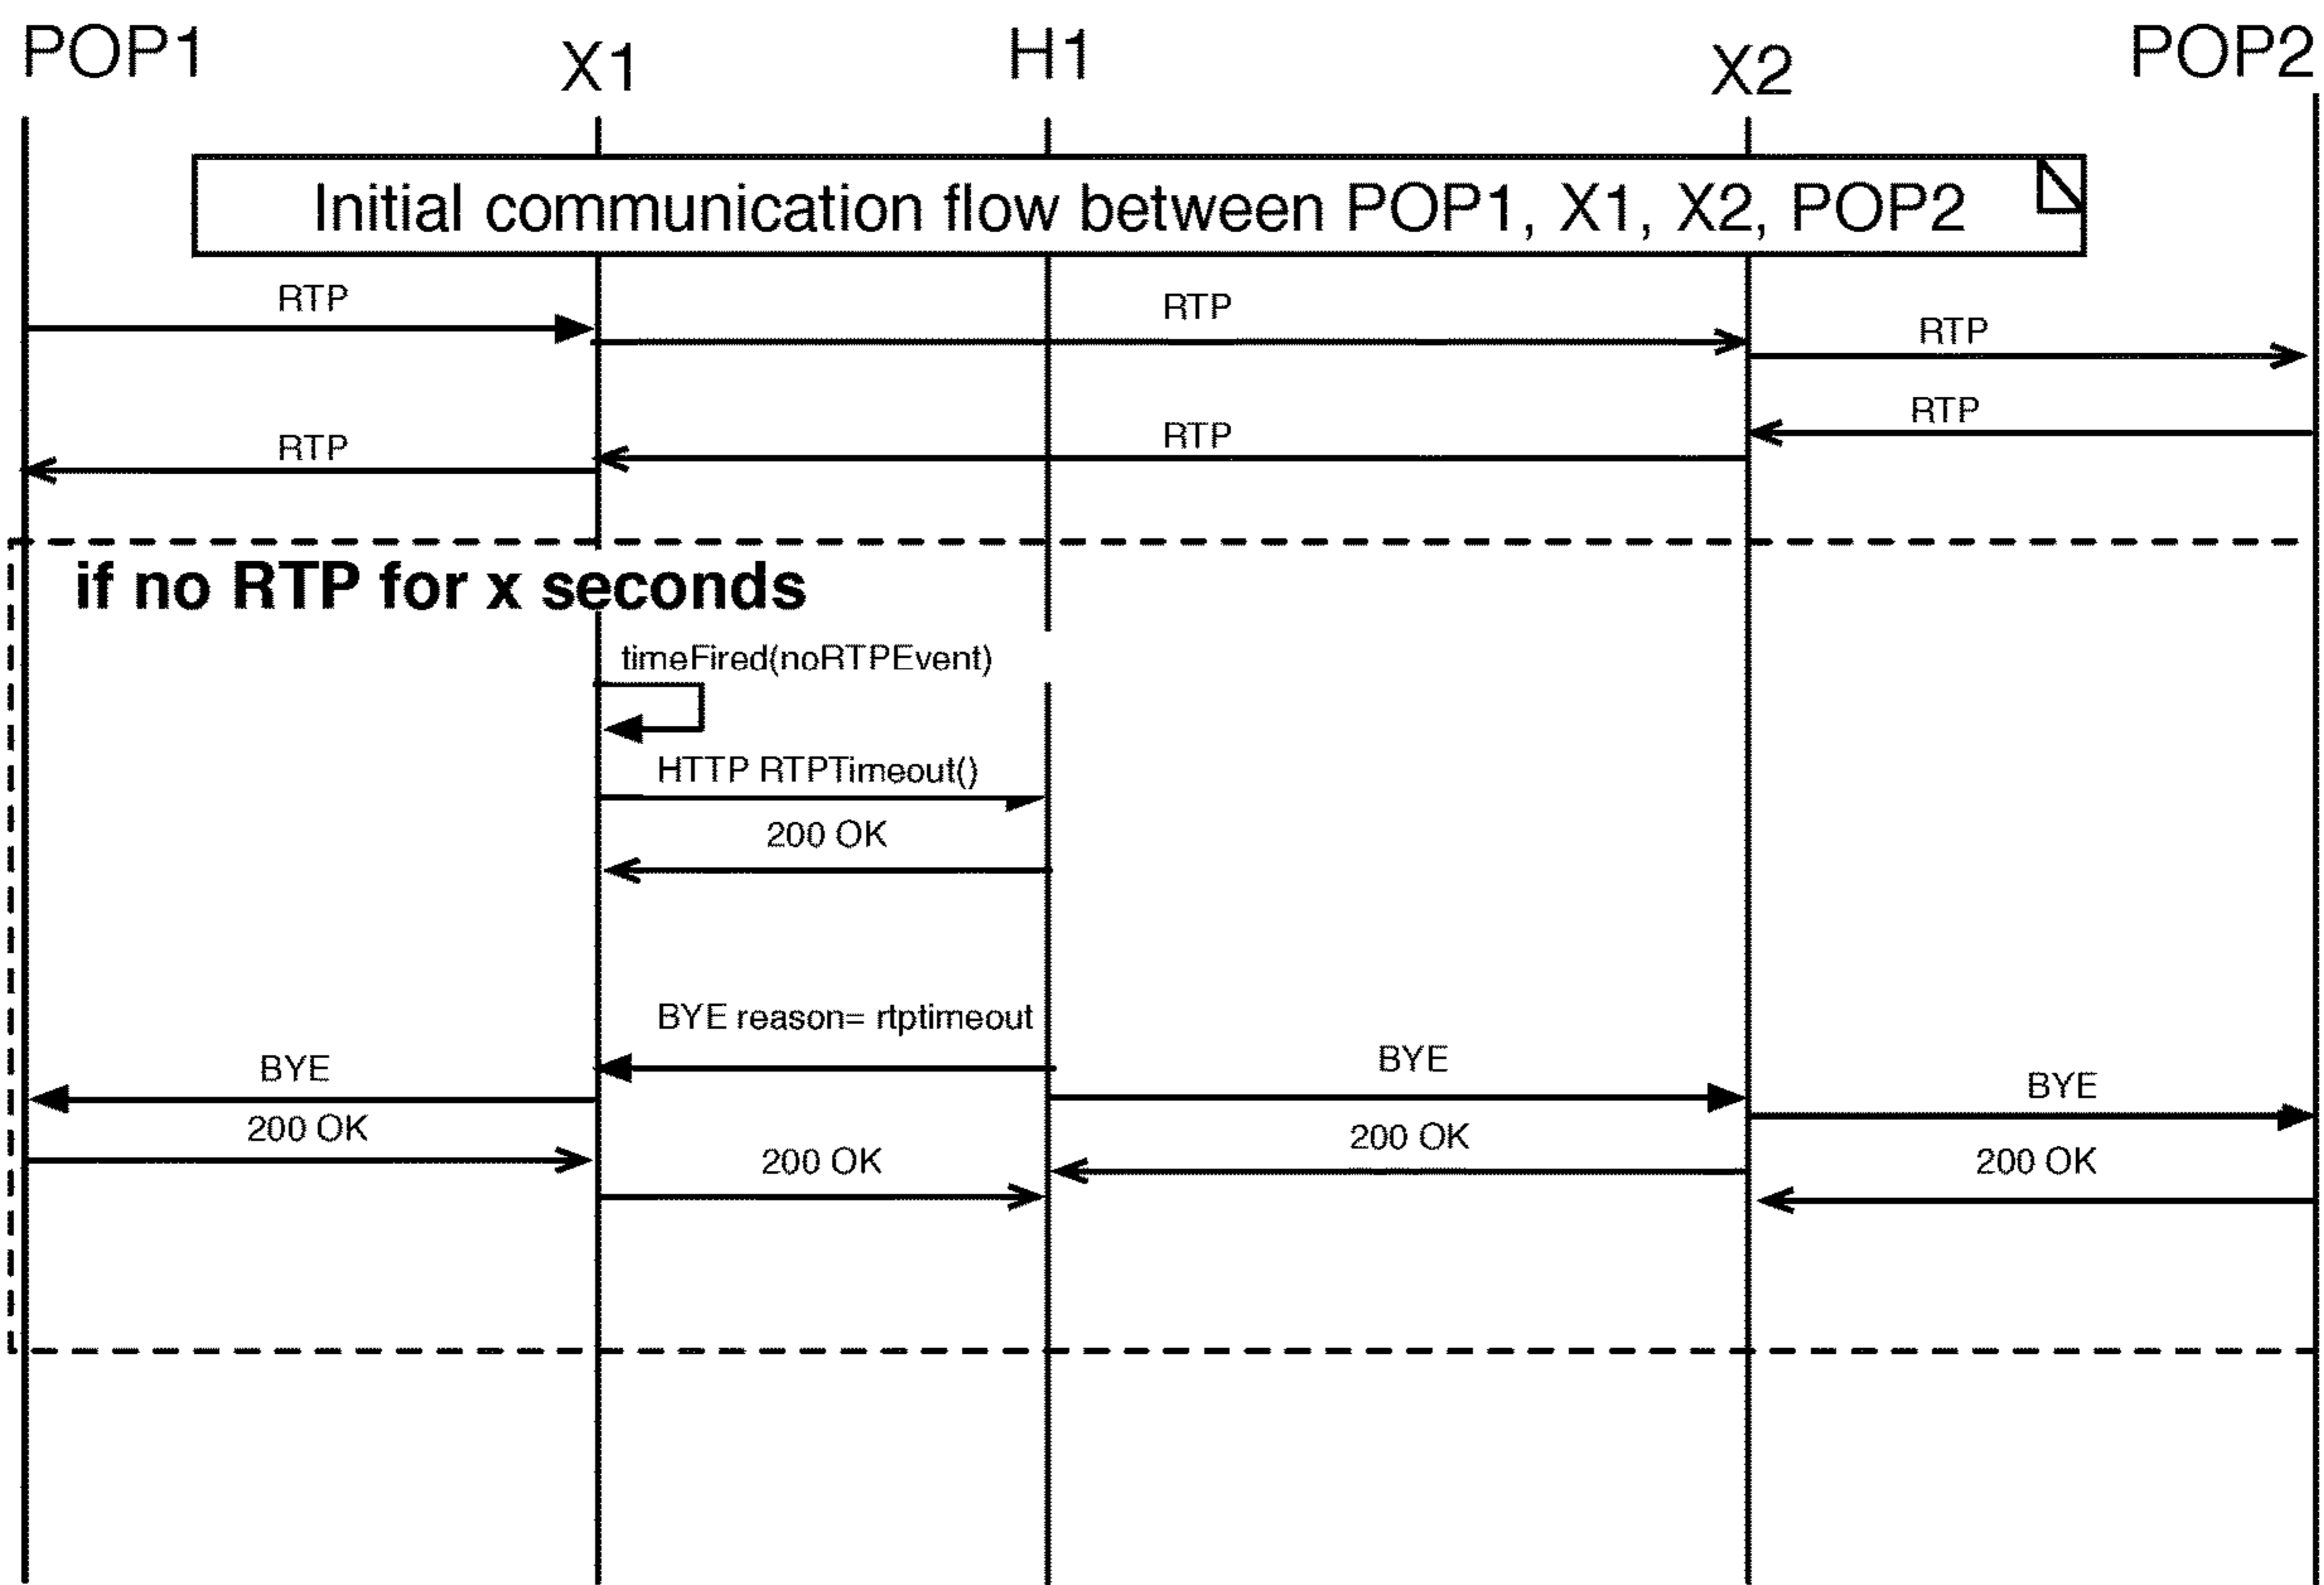 POP1
X1
H1
X2
POP2
Initial communication flow between POP1, X1, X2, POP2
RTP
RTP
RTP
RTP
RTP
RTP
if no RTP for x seconds
timeFired(noRTPEvent)
HTTP RTPTimeout()
200 OK
BYE reason= rtptimeout
BYE
BYE
BYE
200 OK
200 OK
200 OK
200 OK